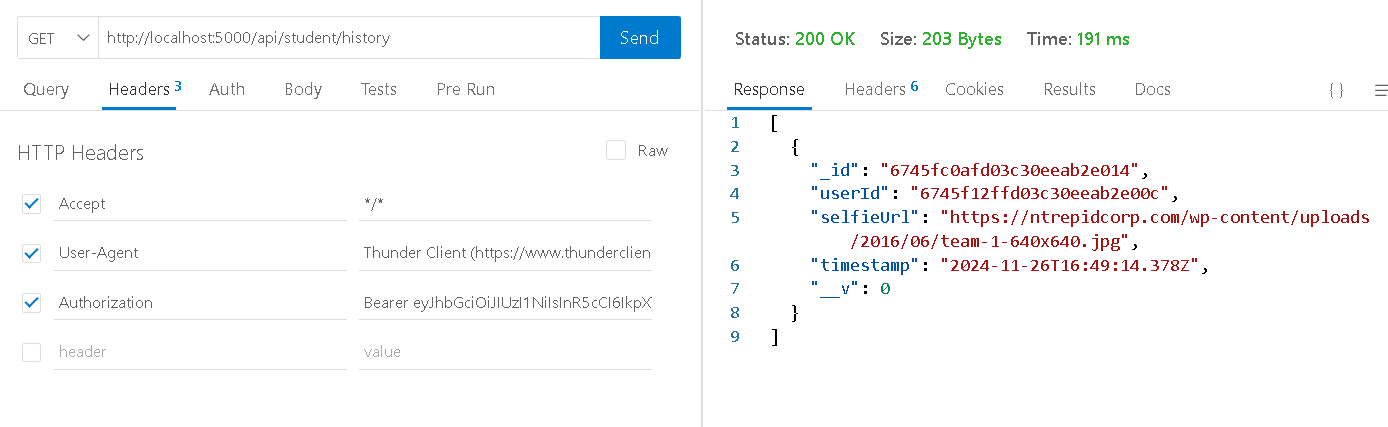 GET http://localhost:5000/api/student/history Send
Query Headers 3 Auth Body Tests Pre Run
HTTP Headers Raw
Accept */*
User-Agent Thunder Client (https://www.thunderclien
Authorization Bearer eyJhbGciOiJIUzI1NiIsInR5cCI6IkpX
header value
Status: 200 OK Size: 203 Bytes Time: 191 ms
Response Headers 6 Cookies Results Docs { }
1 [
2 {
3 "_id": "6745fc0afd03c30eeab2e014",
4 "userId": "6745f12ffd03c30eeab2e00c",
5 "selfieUrl": "https://ntrepidcorp.com/wp-content/uploads
/2016/06/team-1-640x640.jpg",
6 "timestamp": "2024-11-26T16:49:14.378Z",
7 "__v": 0
8 }
9 ]